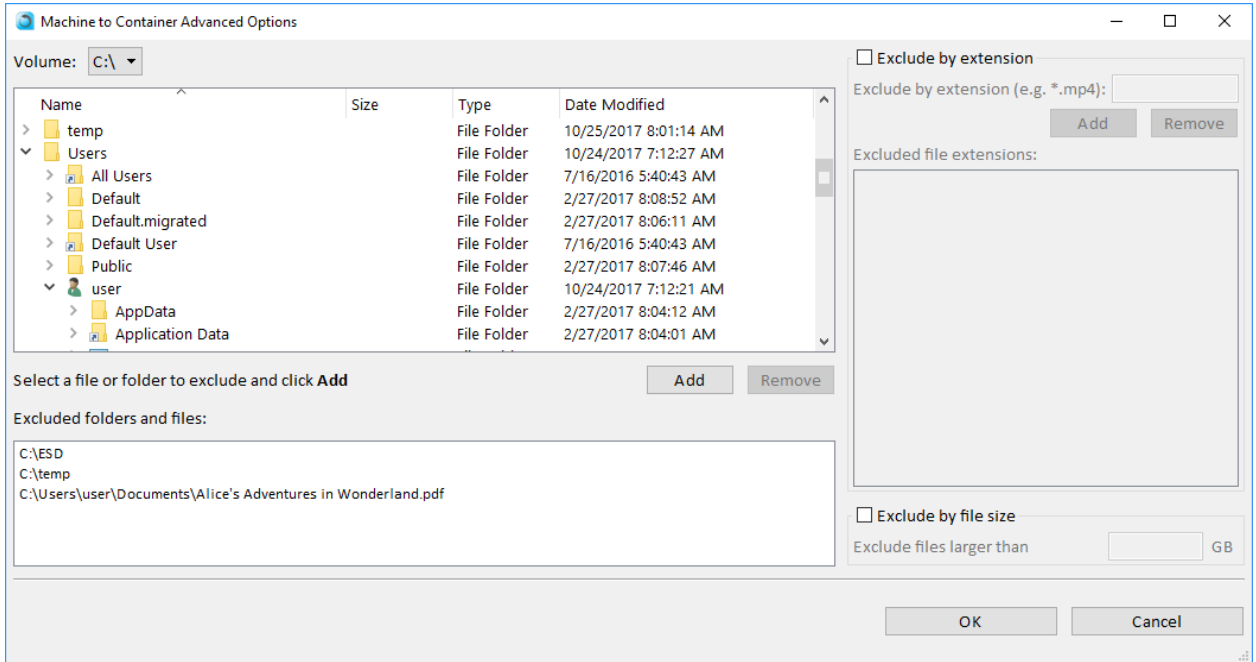 Machine to Container Advanced Options
Volume: C:\
Name Size Type Date Modified
temp File Folder 10/25/2017 8:01:14 AM
Users File Folder 10/24/2017 7:12:27 AM
All Users File Folder 7/16/2016 5:40:43 AM
Default File Folder 2/27/2017 8:08:52 AM
Default.migrated File Folder 2/27/2017 8:06:11 AM
Default User File Folder 7/16/2016 5:40:43 AM
Public File Folder 2/27/2017 8:07:46 AM
user File Folder 10/24/2017 7:12:21 AM
AppData File Folder 2/27/2017 8:04:12 AM
Application Data File Folder 2/27/2017 8:04:01 AM
Select a file or folder to exclude and click Add
Add Remove
Excluded folders and files:
C:\ESD
C:\temp
C:\Users\user\Documents\Alice's Adventures in Wonderland.pdf
Exclude by extension
Exclude by extension (e.g. *.mp4):
Add Remove
Excluded file extensions:
Exclude by file size
Exclude files larger than GB
OK Cancel